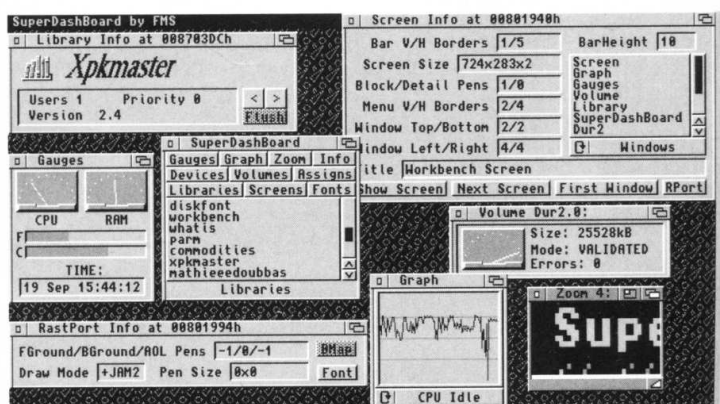 SuperDashBoard by FMS
Library Info at 008703DCh
Xpkmaster
Users 1 Priority 0
Version 2.4
< >
Flush
Screen Info at 00801940h
Bar V/H Borders 1/5 BarHeight 10
Screen Size 724x283x2
Block/Detail Pens 1/0
Menu V/H Borders 2/4
Window Top/Bottom 2/2
Window Left/Right 4/4
Screen
Graph
Gauges
Volume
Library
SuperDashBoard
Dur2
Windows
Title Workbench Screen
Show Screen Next Screen First Window RPort
SuperDashBoard
Gauges Graph Zoom Info
Devices Volumes Assigns
Libraries Screens Fonts
diskfont
workbench
whatis
parm
commodities
xpkmaster
mathieeedoubbas
Libraries
Gauges
CPU RAM
F
C
TIME:
19 Sep 15:44:12
Volume Dur2.0:
Size: 25528kB
Mode: VALIDATED
Errors: 0
Graph
CPU Idle
Zoom 4:
Supe
RastPort Info at 00801994h
FGround/BGround/AOL Pens -1/0/-1 BMap
Draw Mode +JAM2 Pen Size 0x0 Font